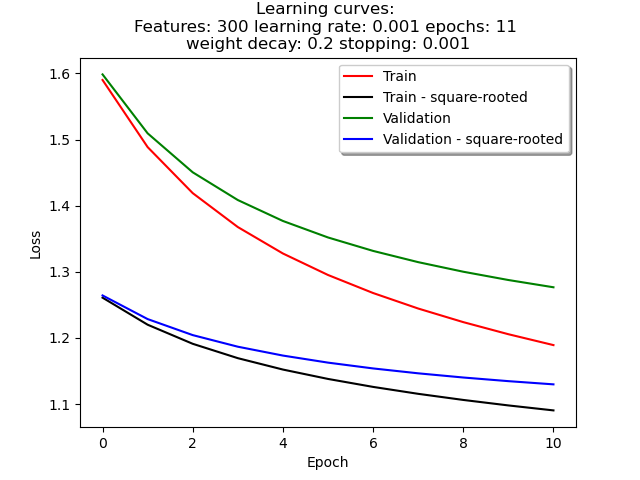 Learning curves:
Features: 300 learning rate: 0.001 epochs: 11
weight decay: 0.2 stopping: 0.001
Train
Train - square-rooted
Validation
Validation - square-rooted
1.6
1.5
1.4
1.3
1.2
1.1
Loss
0 2 4 6 8 10
Epoch